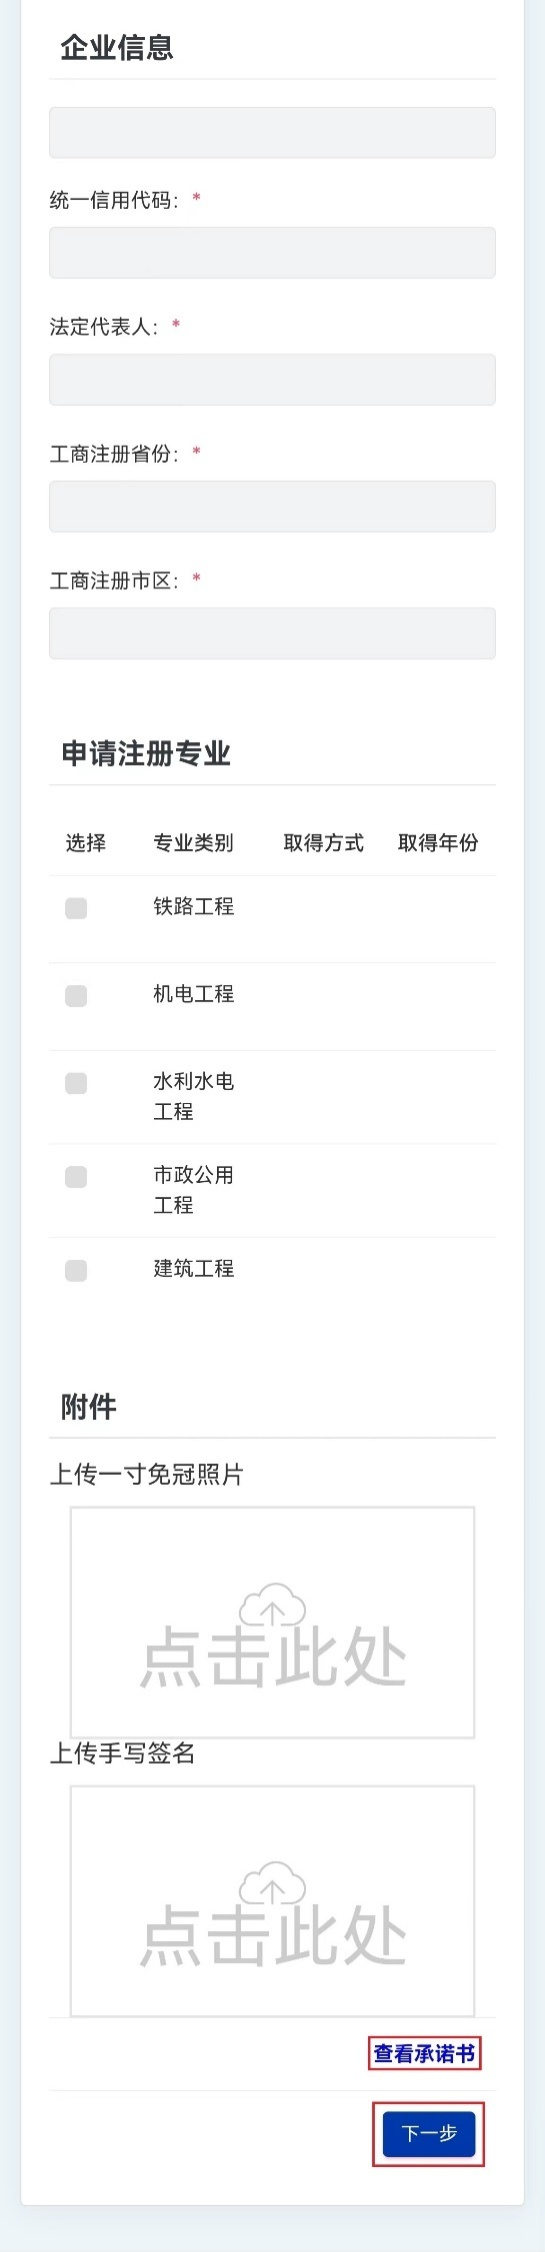 企业信息
统一信用代码：*
法定代表人：*
工商注册省份：*
工商注册市区：*
申请注册专业
选择 专业类别 取得方式 取得年份
铁路工程
机电工程
水利水电
工程
市政公用
工程
建筑工程
附件
上传一寸免冠照片
点击此处
上传手写签名
点击此处
查看承诺书
下一步